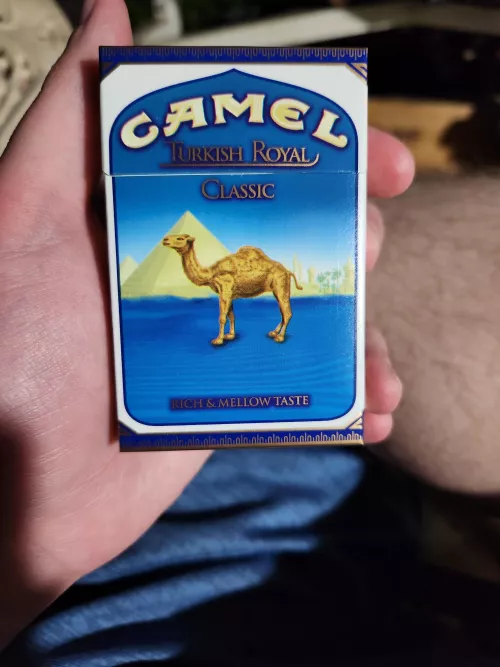 CAMEL
TURKISH ROYAL
CLASSIC
RICH & MELLOW TASTE